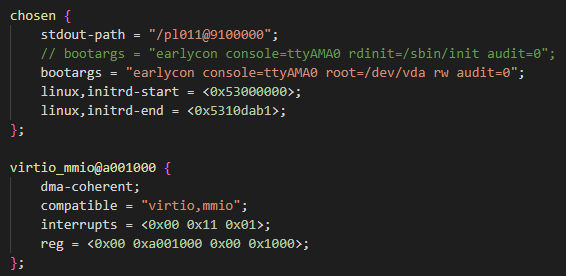 chosen {
stdout-path = "/pl011@9100000";
// bootargs = "earlycon console=ttyAMA0 rdinit=/sbin/init audit=0";
bootargs = "earlycon console=ttyAMA0 root=/dev/vda rw audit=0";
linux,initrd-start = <0x53000000>;
linux,initrd-end = <0x5310dab1>;
};
virtio_mmio@a001000 {
dma-coherent;
compatible = "virtio,mmio";
interrupts = <0x00 0x11 0x01>;
reg = <0x00 0xa001000 0x00 0x1000>;
};